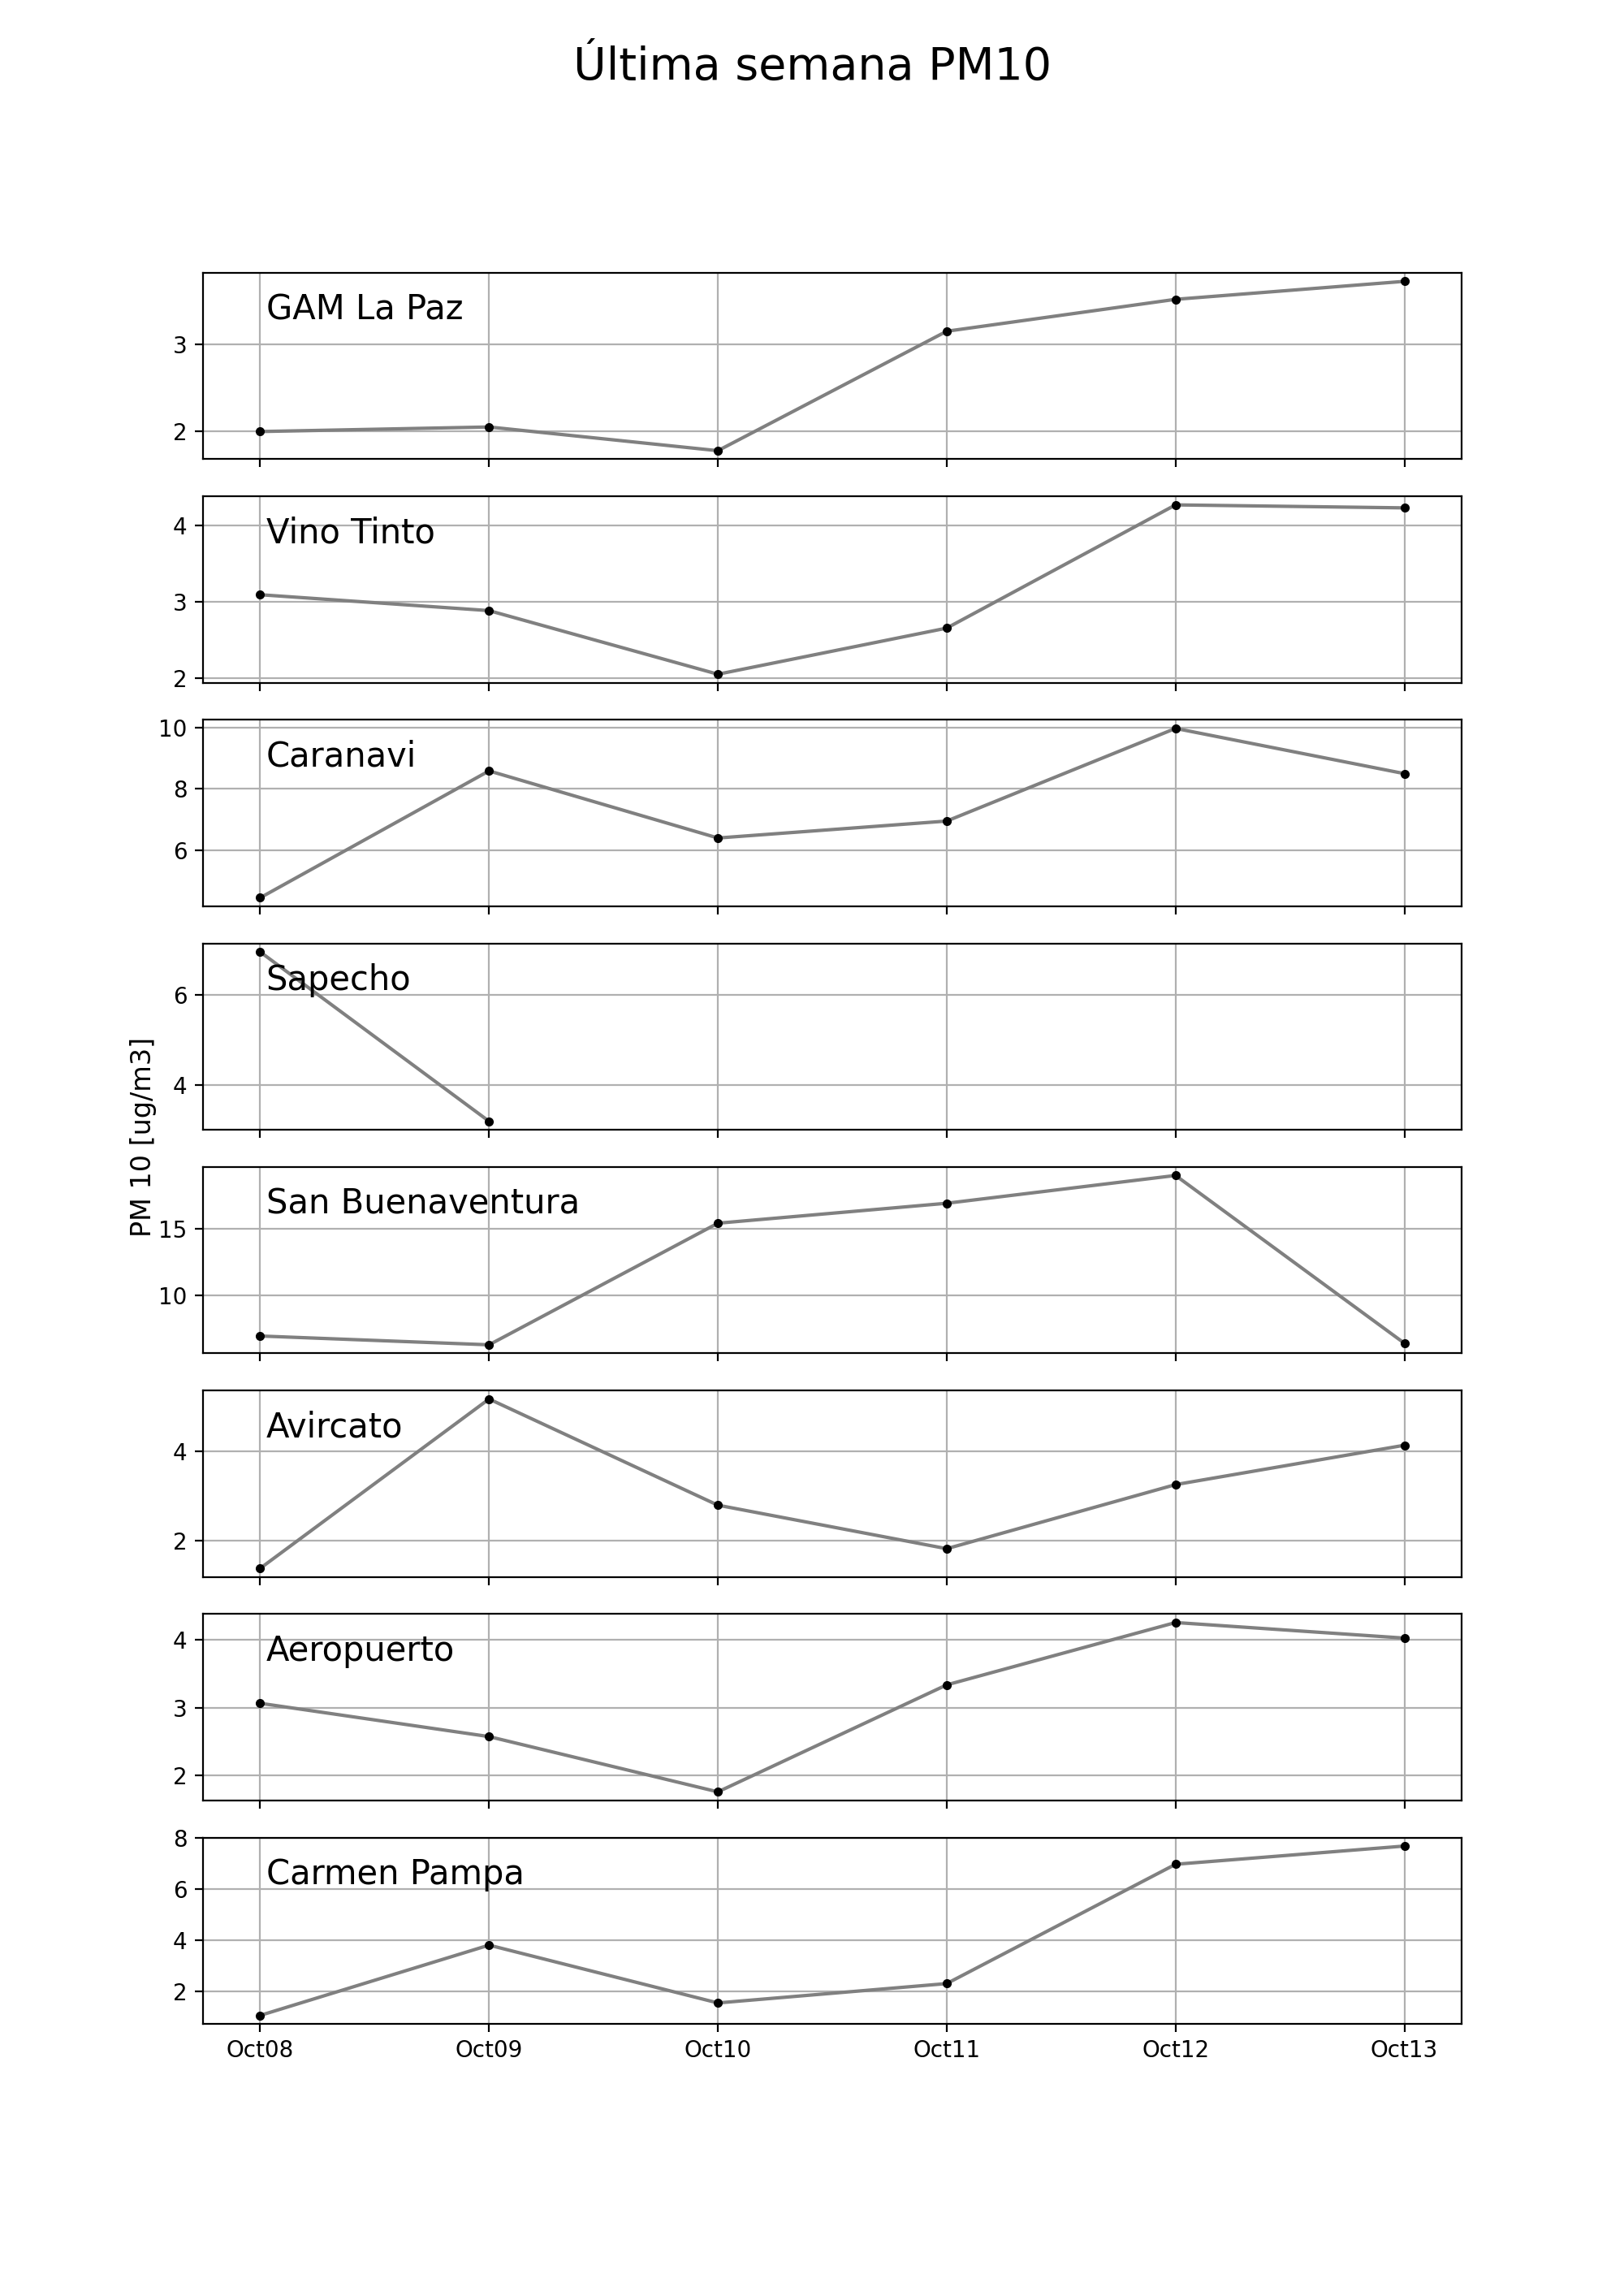 Última semana PM10
GAM La Paz
3
2
Vino Tinto
4
3
2
Caranavi
10
8
6
Sapecho
6
4
PM 10 [ug/m3]
San Buenaventura
15
10
Avircato
4
2
Aeropuerto
4
3
2
Carmen Pampa
8
6
4
2
Oct08 Oct09 Oct10 Oct11 Oct12 Oct13